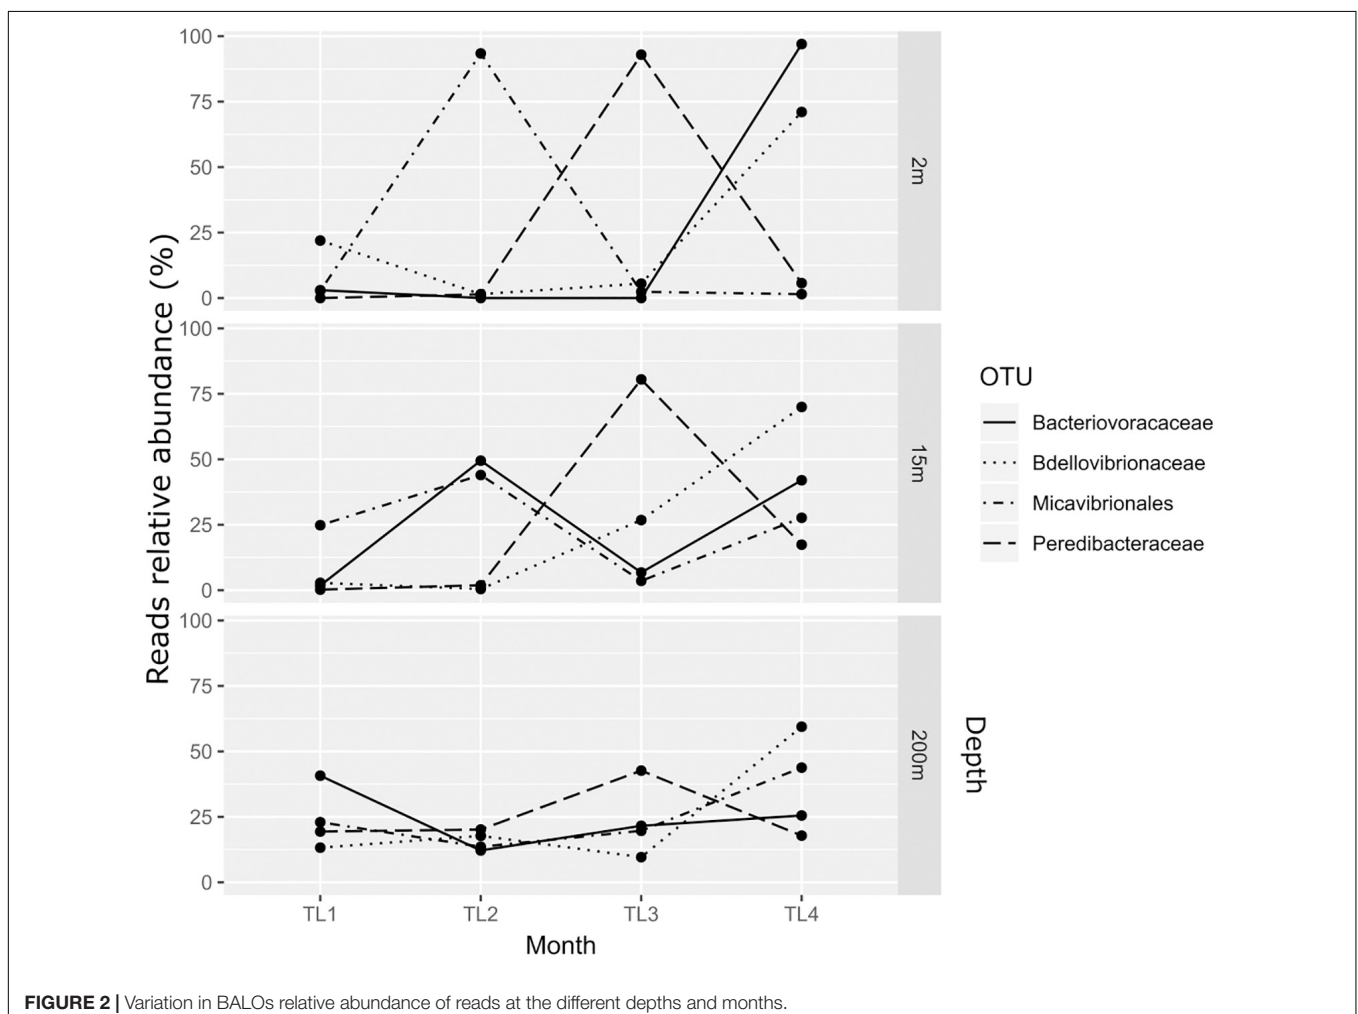 100
75
50
25
0
2m
100
75
50
25
0
15m
100
75
50
25
0
200m
Reads relative abundance (%)
TL1 TL2 TL3 TL4
Month
Depth
OTU
Bacteriovoracaceae
Bdellovibrionaceae
Micavibrionales
Peredibacteraceae
FIGURE 2 | Variation in BALOs relative abundance of reads at the different depths and months.